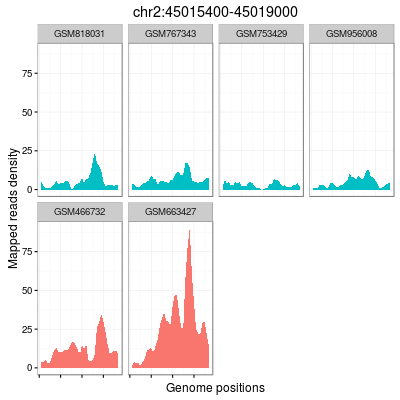 chr2:45015400-45019000
GSM818031 GSM767343 GSM753429 GSM956008
75
50
25
0
GSM466732 GSM663427
75
50
25
0
Mapped reads density
Genome positions